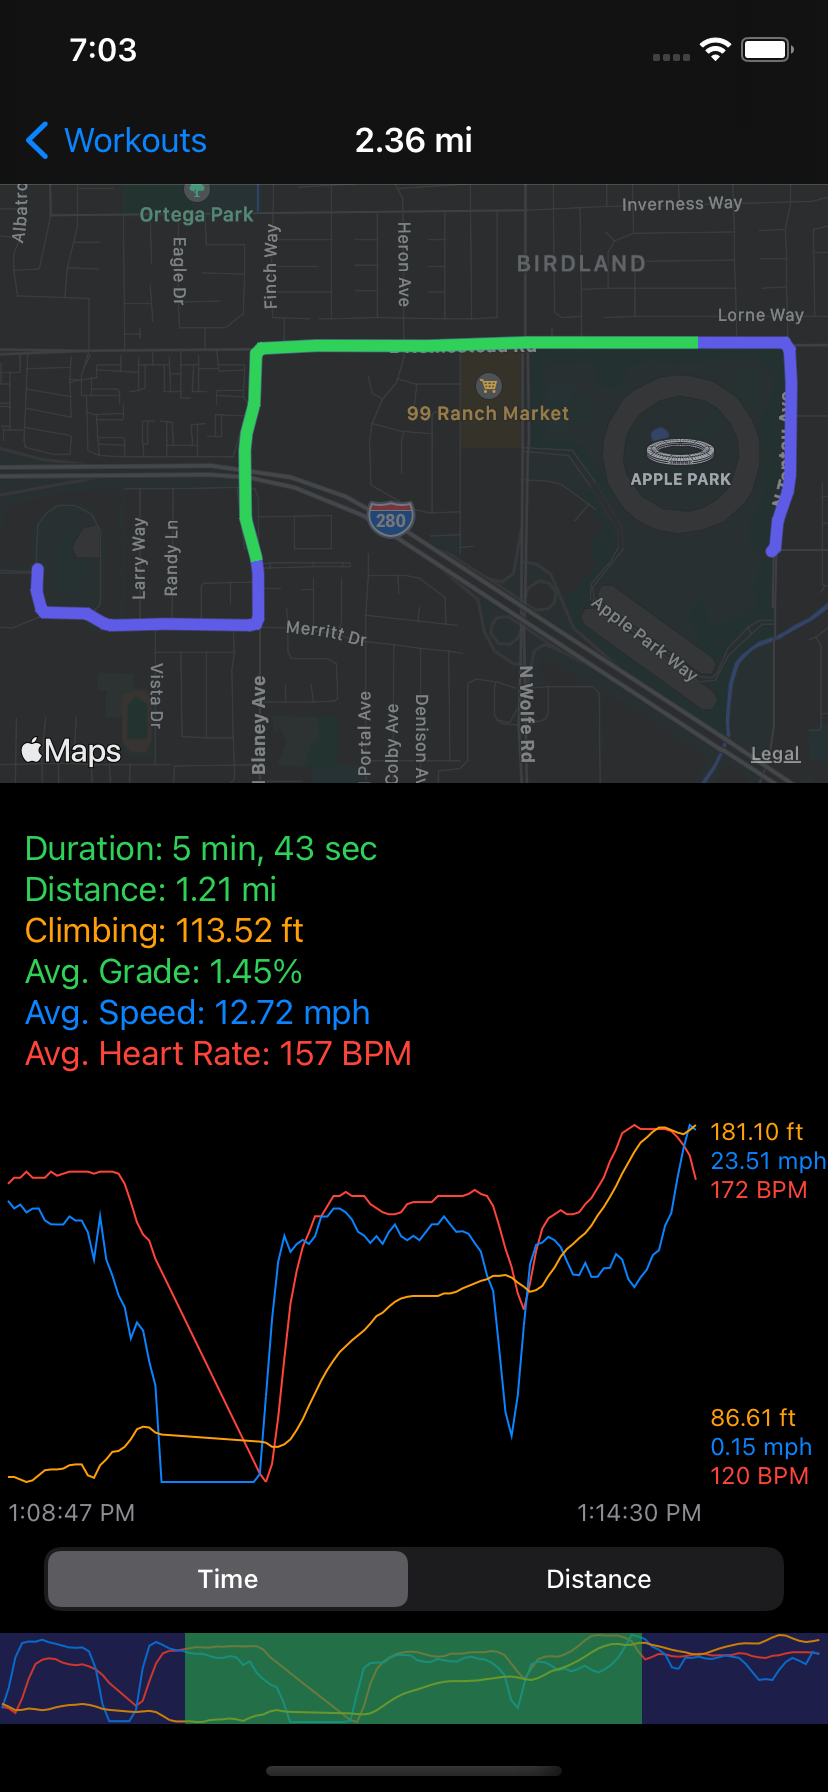 7:03
Workouts
2.36 mi
Albatro
Ortega Park
Inverness Way
Eagle Dr
Finch Way
Heron Ave
BIRDLAND
Lorne Way
99 Ranch Market
APPLE PARK
280
Larry Way
Randy Ln
Apple Park Way
Merritt Dr
Vista Dr
Blaney Ave
Portal Ave
Colby Ave
Denison Av
N Wolfe Rd
Maps
Legal
Duration: 5 min, 43 sec
Distance: 1.21 mi
Climbing: 113.52 ft
Avg. Grade: 1.45%
Avg. Speed: 12.72 mph
Avg. Heart Rate: 157 BPM
181.10 ft
23.51 mph
172 BPM
86.61 ft
0.15 mph
120 BPM
1:08:47 PM
1:14:30 PM
Time
Distance